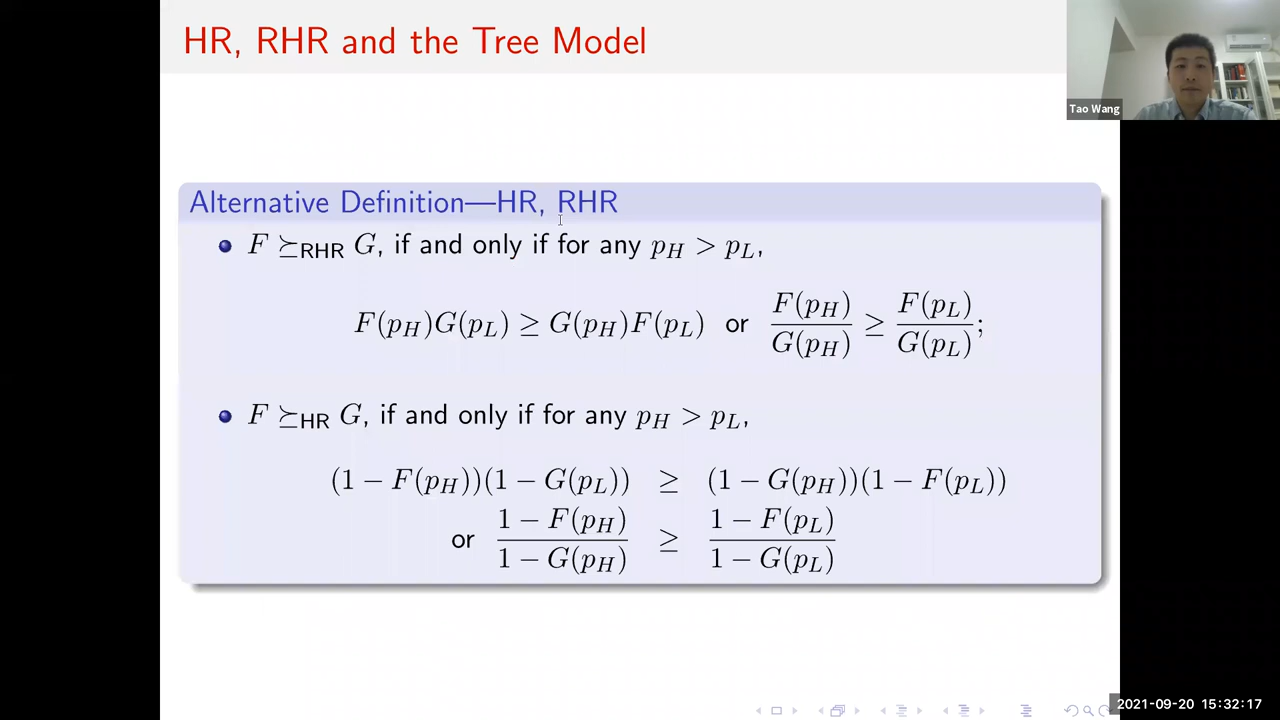 HR, RHR and the Tree Model
Tao Wang
Alternative Definition—HR, RHR
F ⪰RHR G, if and only if for any pH > pL,
F(pH)G(pL) ≥ G(pH)F(pL) or F(pH)/G(pH) ≥ F(pL)/G(pL);
F ⪰HR G, if and only if for any pH > pL,
(1 − F(pH))(1 − G(pL)) ≥ (1 − G(pH))(1 − F(pL))
or (1 − F(pH))/(1 − G(pH)) ≥ (1 − F(pL))/(1 − G(pL))
2021-09-20 15:32:17